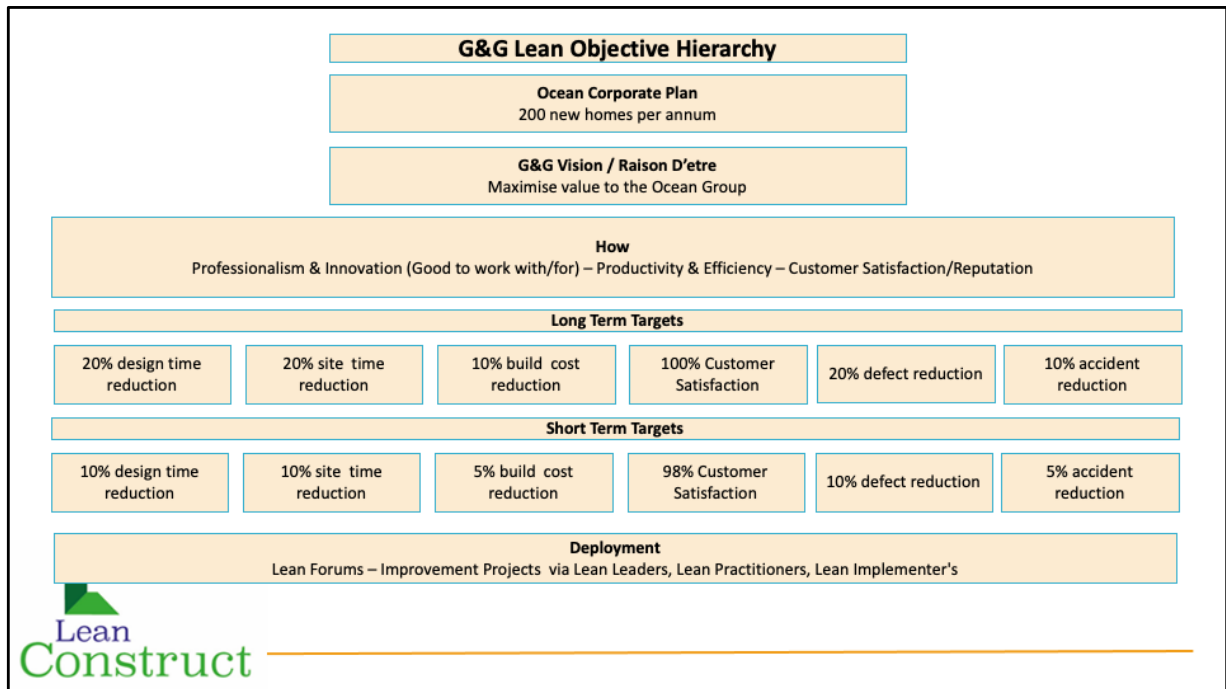 G&G Lean Objective Hierarchy
Ocean Corporate Plan
200 new homes per annum
G&G Vision / Raison D'etre
Maximise value to the Ocean Group
How
Professionalism & Innovation (Good to work with/for) – Productivity & Efficiency – Customer Satisfaction/Reputation
Long Term Targets
20% design time
reduction
20% site time
reduction
10% build cost
reduction
100% Customer
Satisfaction
20% defect reduction
10% accident
reduction
Short Term Targets
10% design time
reduction
10% site time
reduction
5% build cost
reduction
98% Customer
Satisfaction
10% defect reduction
5% accident
reduction
Deployment
Lean Forums – Improvement Projects via Lean Leaders, Lean Practitioners, Lean Implementer's
Lean
Construct